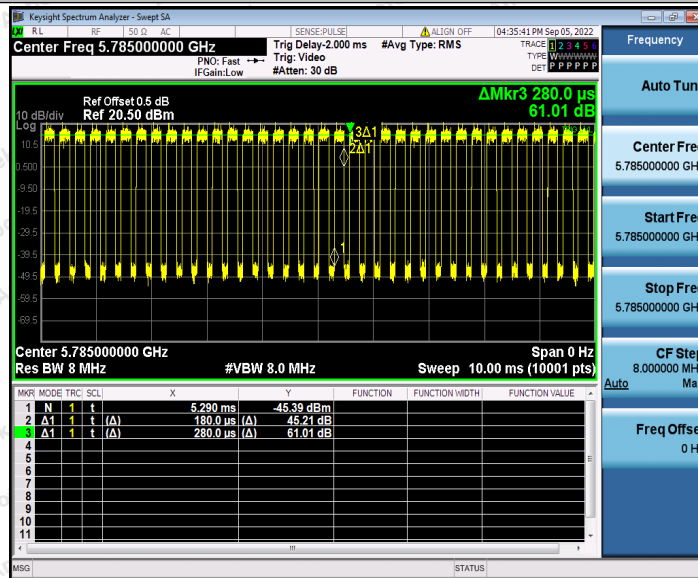 Keysight Spectrum Analyzer - Swept SA
RL RF 50 Ω AC SENSE:PULSE ALIGN OFF 04:35:41 PM Sep 05, 2022
Center Freq 5.785000000 GHz
PNO: Fast
IFGain:Low
Trig Delay-2.000 ms
Trig: Video
#Atten: 30 dB
#Avg Type: RMS
TRACE 1 2 3 4 5 6
TYPE W
DET P P P P P P
Ref Offset 0.5 dB
10 dB/div Ref 20.50 dBm
Log
ΔMkr3 280.0 µs
61.01 dB
10.5
0.500
-9.50
-19.5
-29.5
-39.5
-49.5
-59.5
-69.5
3Δ1
2Δ1
1
Center 5.785000000 GHz Span 0 Hz
Res BW 8 MHz #VBW 8.0 MHz Sweep 10.00 ms (10001 pts)
MKR MODE TRC SCL X Y FUNCTION FUNCTION WIDTH FUNCTION VALUE
1 N 1 t 5.290 ms -45.39 dBm
2 Δ1 1 t (Δ) 180.0 µs (Δ) 45.21 dB
3 Δ1 1 t (Δ) 280.0 µs (Δ) 61.01 dB
4
5
6
7
8
9
10
11
MSG STATUS
Frequency
Auto Tun
Center Fre
5.785000000 GH
Start Fre
5.785000000 GH
Stop Fre
5.785000000 GH
CF Step
8.000000 MH
Auto Ma
Freq Offse
0 H